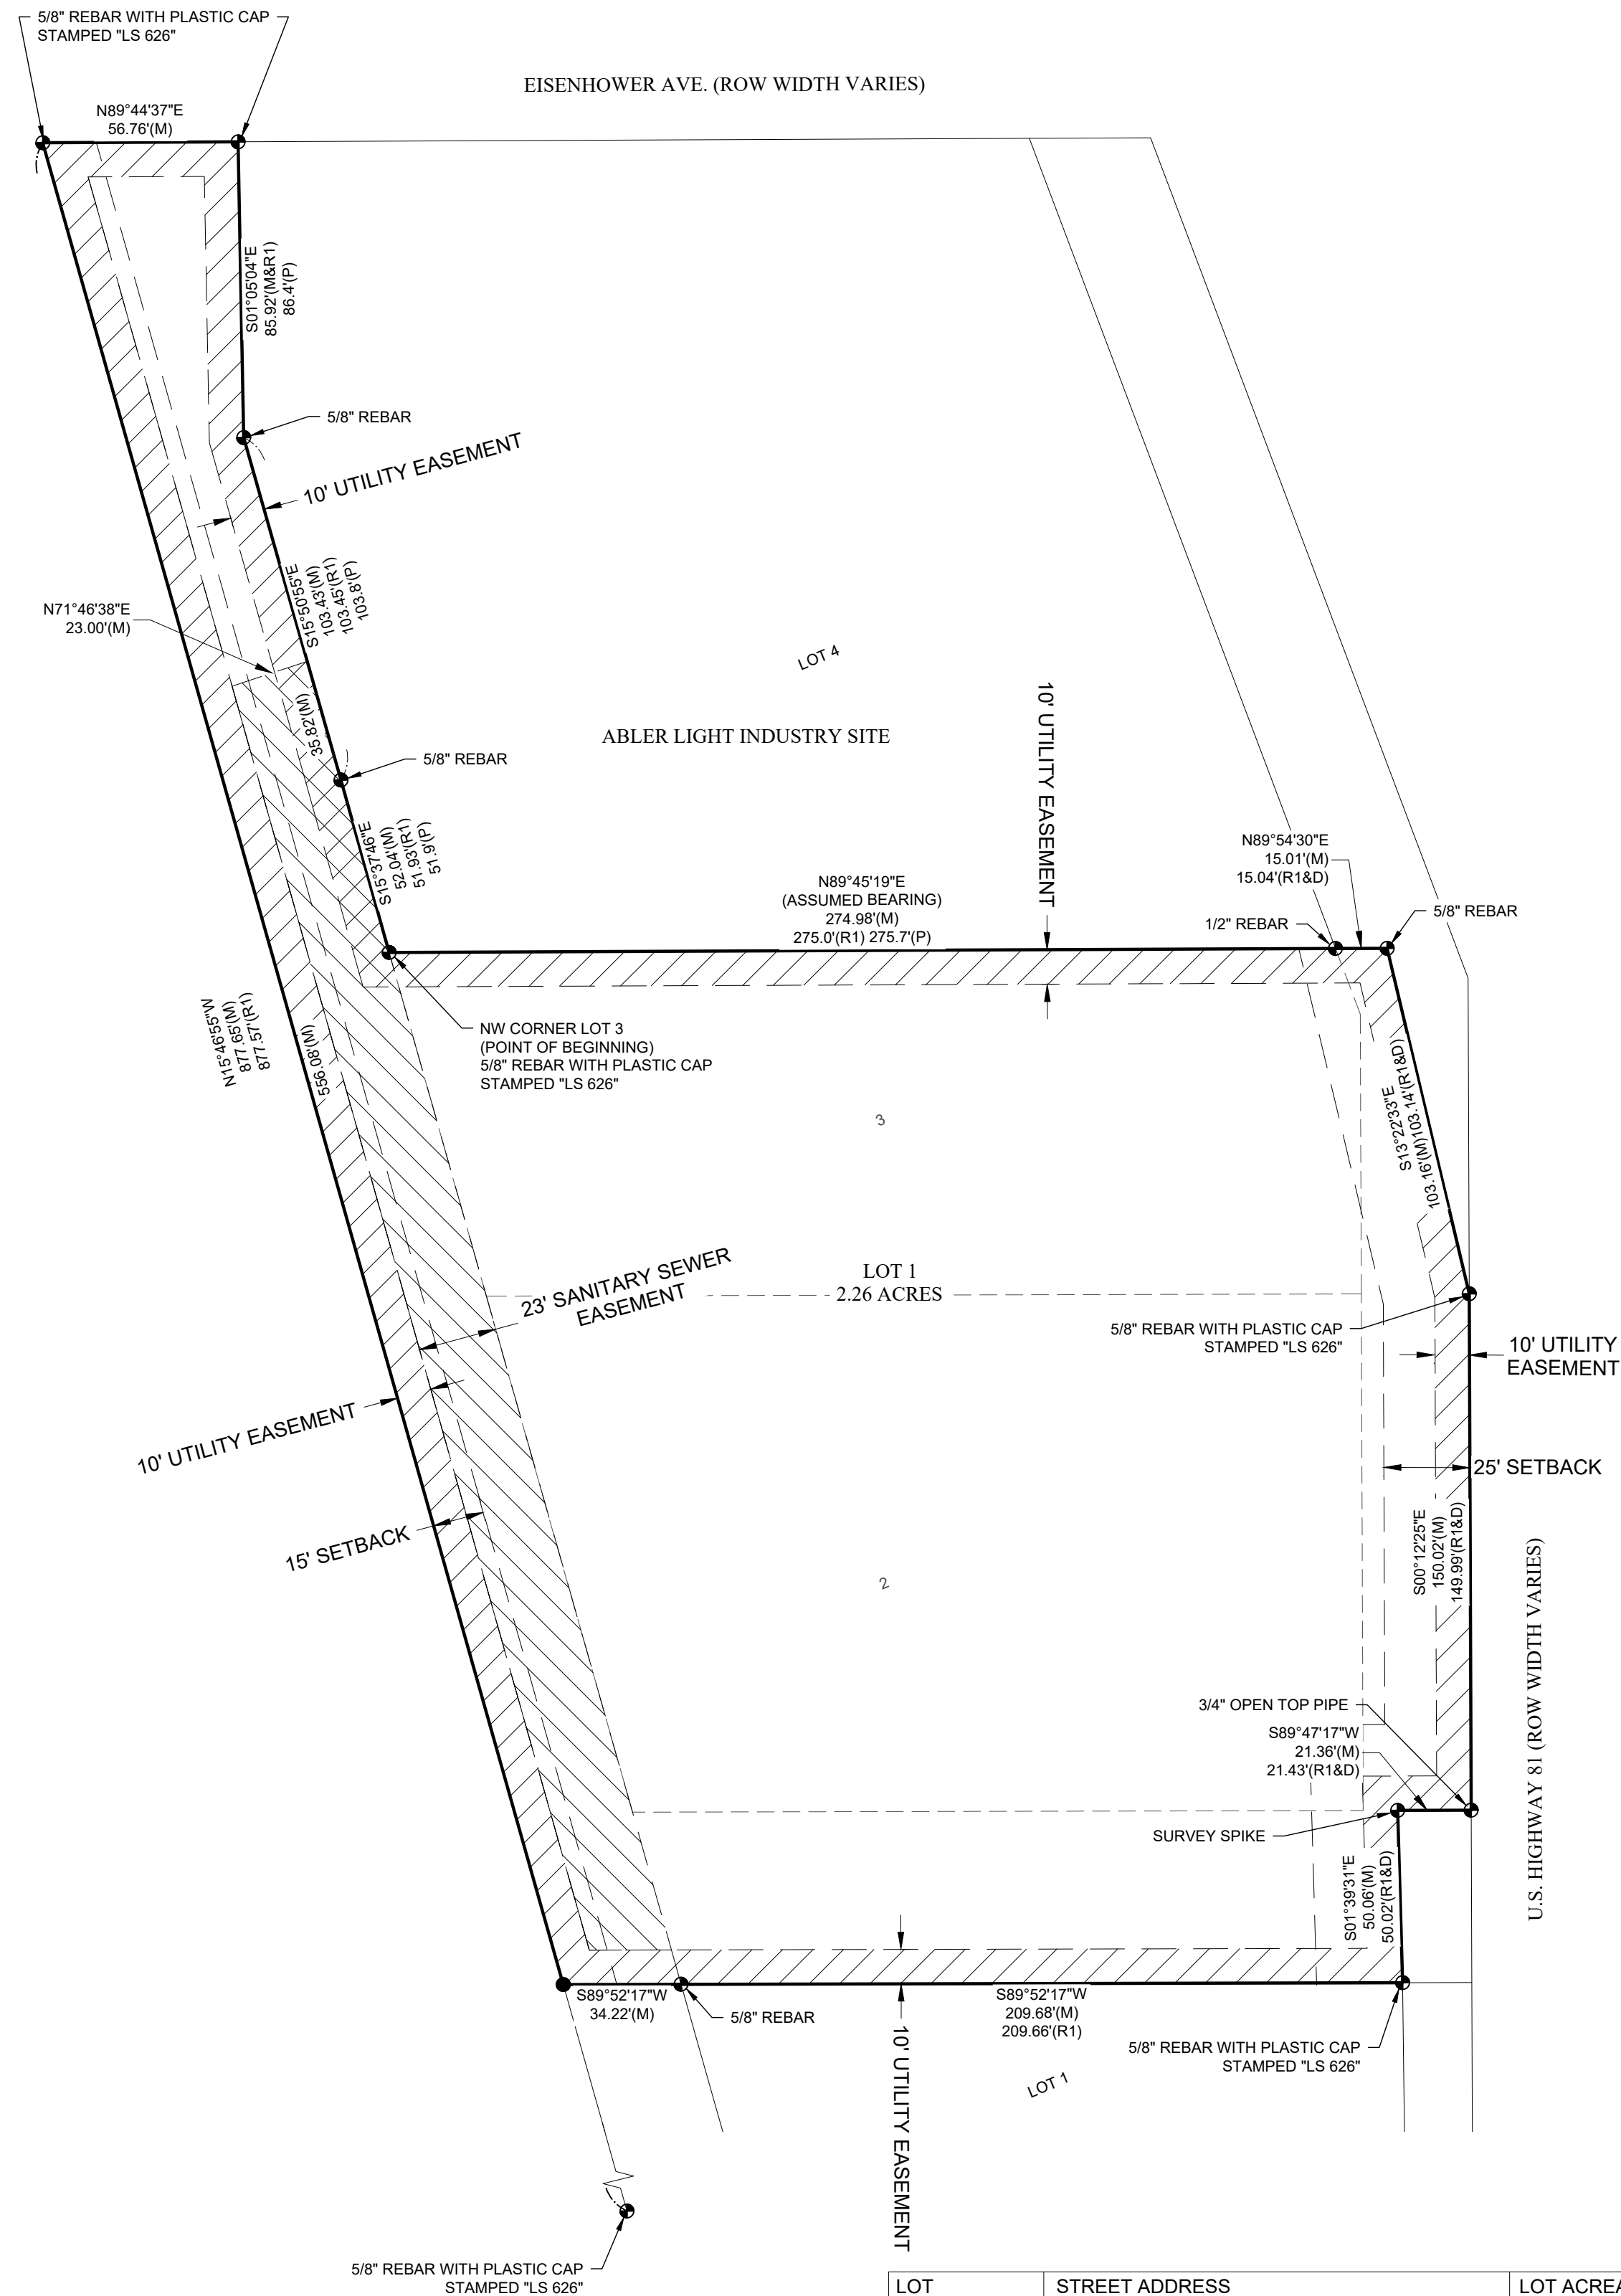 5/8" REBAR WITH PLASTIC CAP
STAMPED "LS 626"
EISENHOWER AVE. (ROW WIDTH VARIES)
N89°44'37"E
56.76'(M)
S01°05'04"E
85.92'(M&R1)
86.4'(P)
5/8" REBAR
10' UTILITY EASEMENT
S15°50'55"E
103.43'(M)
103.45'(R1)
103.8'(P)
N71°46'38"E
23.00'(M)
35.82'(M)
LOT 4
ABLER LIGHT INDUSTRY SITE
10' UTILITY EASEMENT
5/8" REBAR
S15°37'46"E
52.04'(M)
51.93'(R1)
51.9'(P)
N89°45'19"E
(ASSUMED BEARING)
274.98'(M)
275.0'(R1) 275.7'(P)
N89°54'30"E
15.01'(M)
15.04'(R1&D)
1/2" REBAR
5/8" REBAR
N15°46'55"W
877.65'(M)
877.57'(R1)
556.08'(M)
NW CORNER LOT 3
(POINT OF BEGINNING)
5/8" REBAR WITH PLASTIC CAP
STAMPED "LS 626"
S13°22'33"E
103.16'(M)103.14'(R1&D)
3
23' SANITARY SEWER
EASEMENT
LOT 1
2.26 ACRES
5/8" REBAR WITH PLASTIC CAP
STAMPED "LS 626"
10' UTILITY
EASEMENT
10' UTILITY EASEMENT
25' SETBACK
15' SETBACK
S00°12'25"E
150.02'(M)
149.99'(R1&D)
2
U.S. HIGHWAY 81 (ROW WIDTH VARIES)
3/4" OPEN TOP PIPE
S89°47'17"W
21.36'(M)
21.43'(R1&D)
SURVEY SPIKE
S01°39'31"E
50.06'(M)
50.02'(R1&D)
S89°52'17"W
34.22'(M)
5/8" REBAR
S89°52'17"W
209.68'(M)
209.66'(R1)
10' UTILITY EASEMENT
5/8" REBAR WITH PLASTIC CAP
STAMPED "LS 626"
LOT 1
5/8" REBAR WITH PLASTIC CAP
STAMPED "LS 626"
LOT STREET ADDRESS LOT ACREA